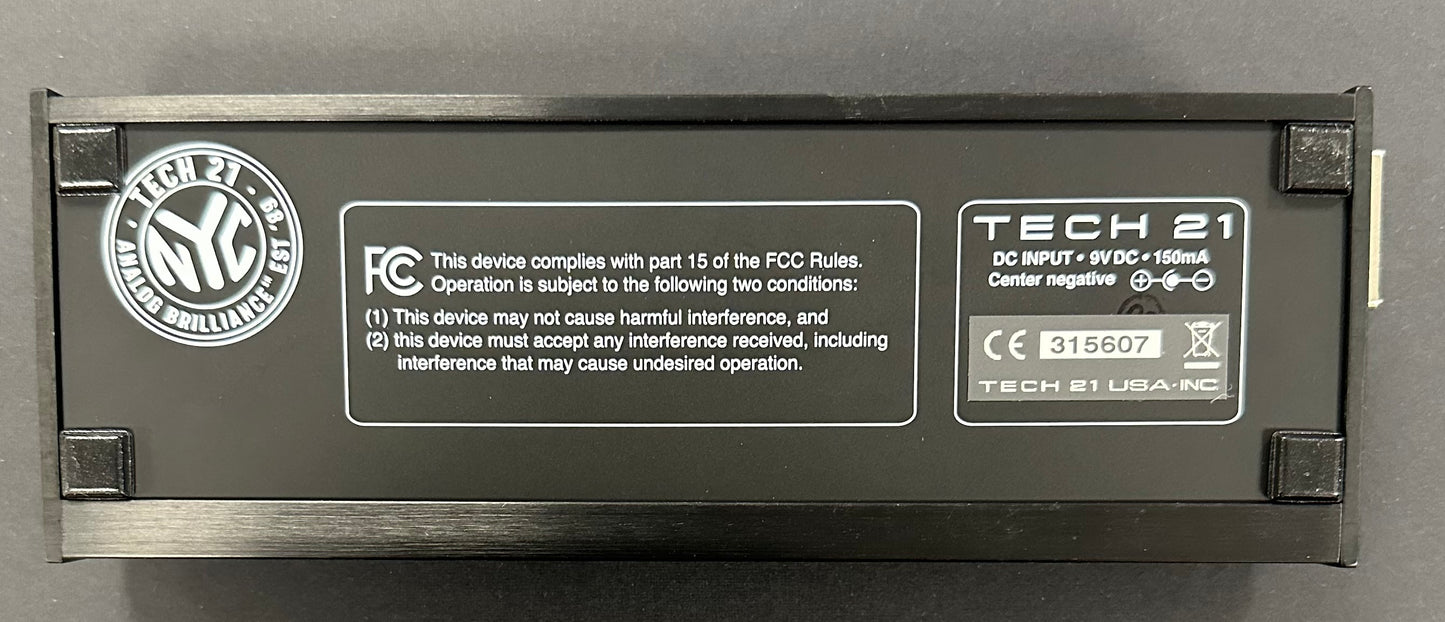 TECH 21 · EST '89 ·
NYC
ANALOG BRILLIANCE™
FC This device complies with part 15 of the FCC Rules.
Operation is subject to the following two conditions:
(1) This device may not cause harmful interference, and
(2) this device must accept any interference received, including
interference that may cause undesired operation.
TECH 21
DC INPUT • 9V DC • 150mA
Center negative
CE 315607
TECH 21 USA·INC